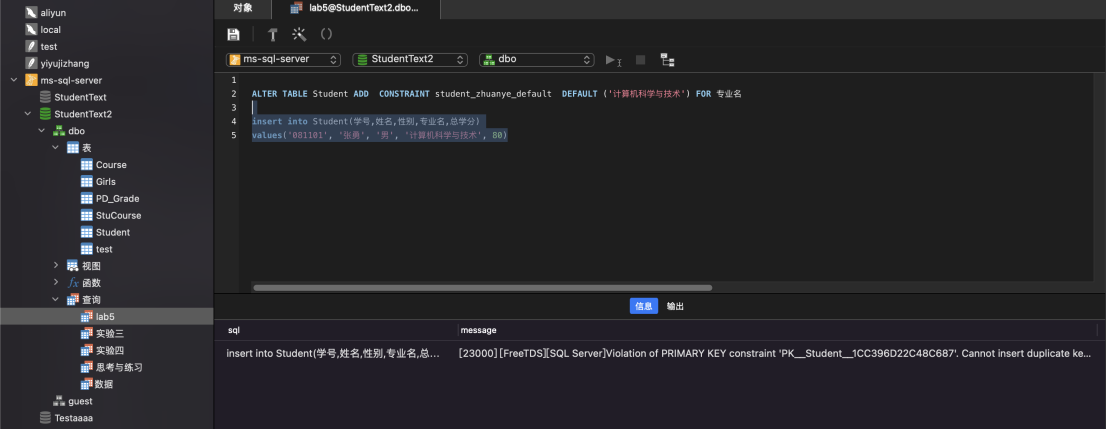 aliyun
local
test
yiyujizhang
ms-sql-server
StudentText
StudentText2
dbo
表
Course
Girls
PD_Grade
StuCourse
Student
test
视图
fx 函数
查询
lab5
实验三
实验四
思考与练习
数据
guest
Testaaaa
对象 lab5@StudentText2.dbo...
ms-sql-server StudentText2 dbo
1
2 ALTER TABLE Student ADD CONSTRAINT student_zhuanye_default DEFAULT ('计算机科学与技术') FOR 专业名
3
4 insert into Student(学号,姓名,性别,专业名,总学分)
5 values('081101', '张勇', '男', '计算机科学与技术', 80)
信息 输出
sql message
insert into Student(学号,姓名,性别,专业名,总... [23000] [FreeTDS][SQL Server]Violation of PRIMARY KEY constraint 'PK__Student__1CC396D22C48C687'. Cannot insert duplicate ke...